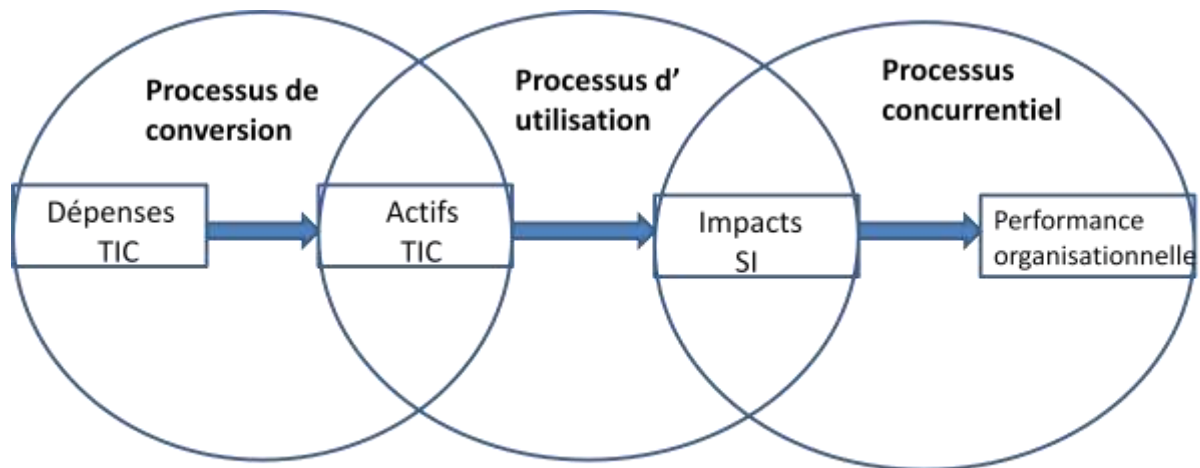 Processus de
conversion
Processus d’
utilisation
Processus
concurrentiel
Dépenses
TIC
Actifs
TIC
Impacts
SI
Performance
organisationnelle